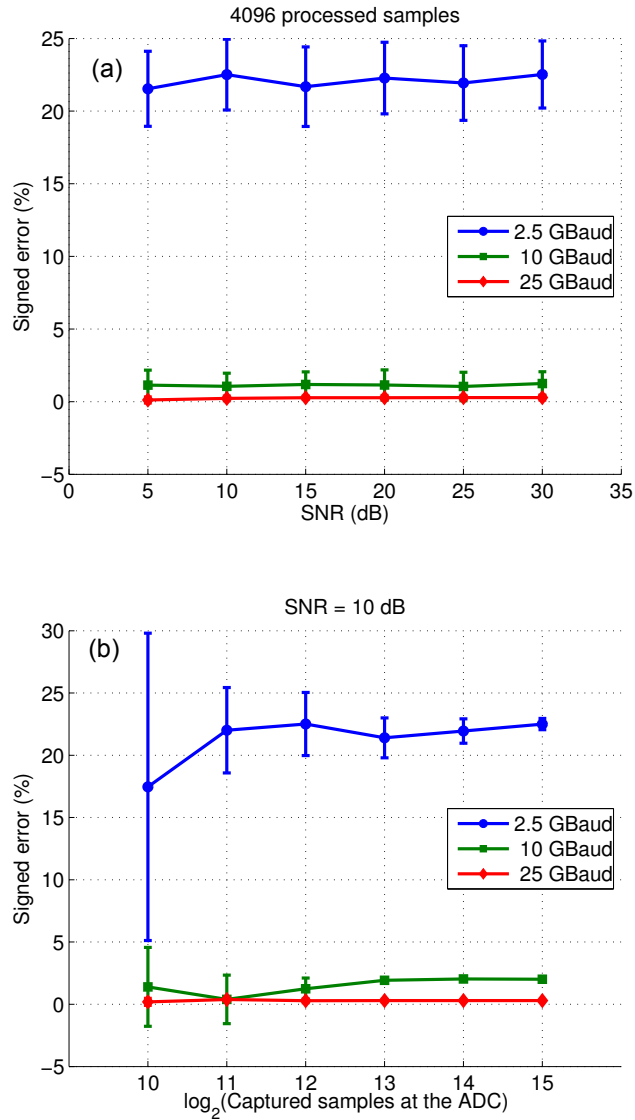 4096 processed samples
(a)
25
20
15
10
5
0
−5
Signed error (%)
2.5 GBaud
10 GBaud
25 GBaud
0 5 10 15 20 25 30 35
SNR (dB)
SNR = 10 dB
(b)
30
25
20
15
10
5
0
−5
Signed error (%)
2.5 GBaud
10 GBaud
25 GBaud
10 11 12 13 14 15
log2(Captured samples at the ADC)